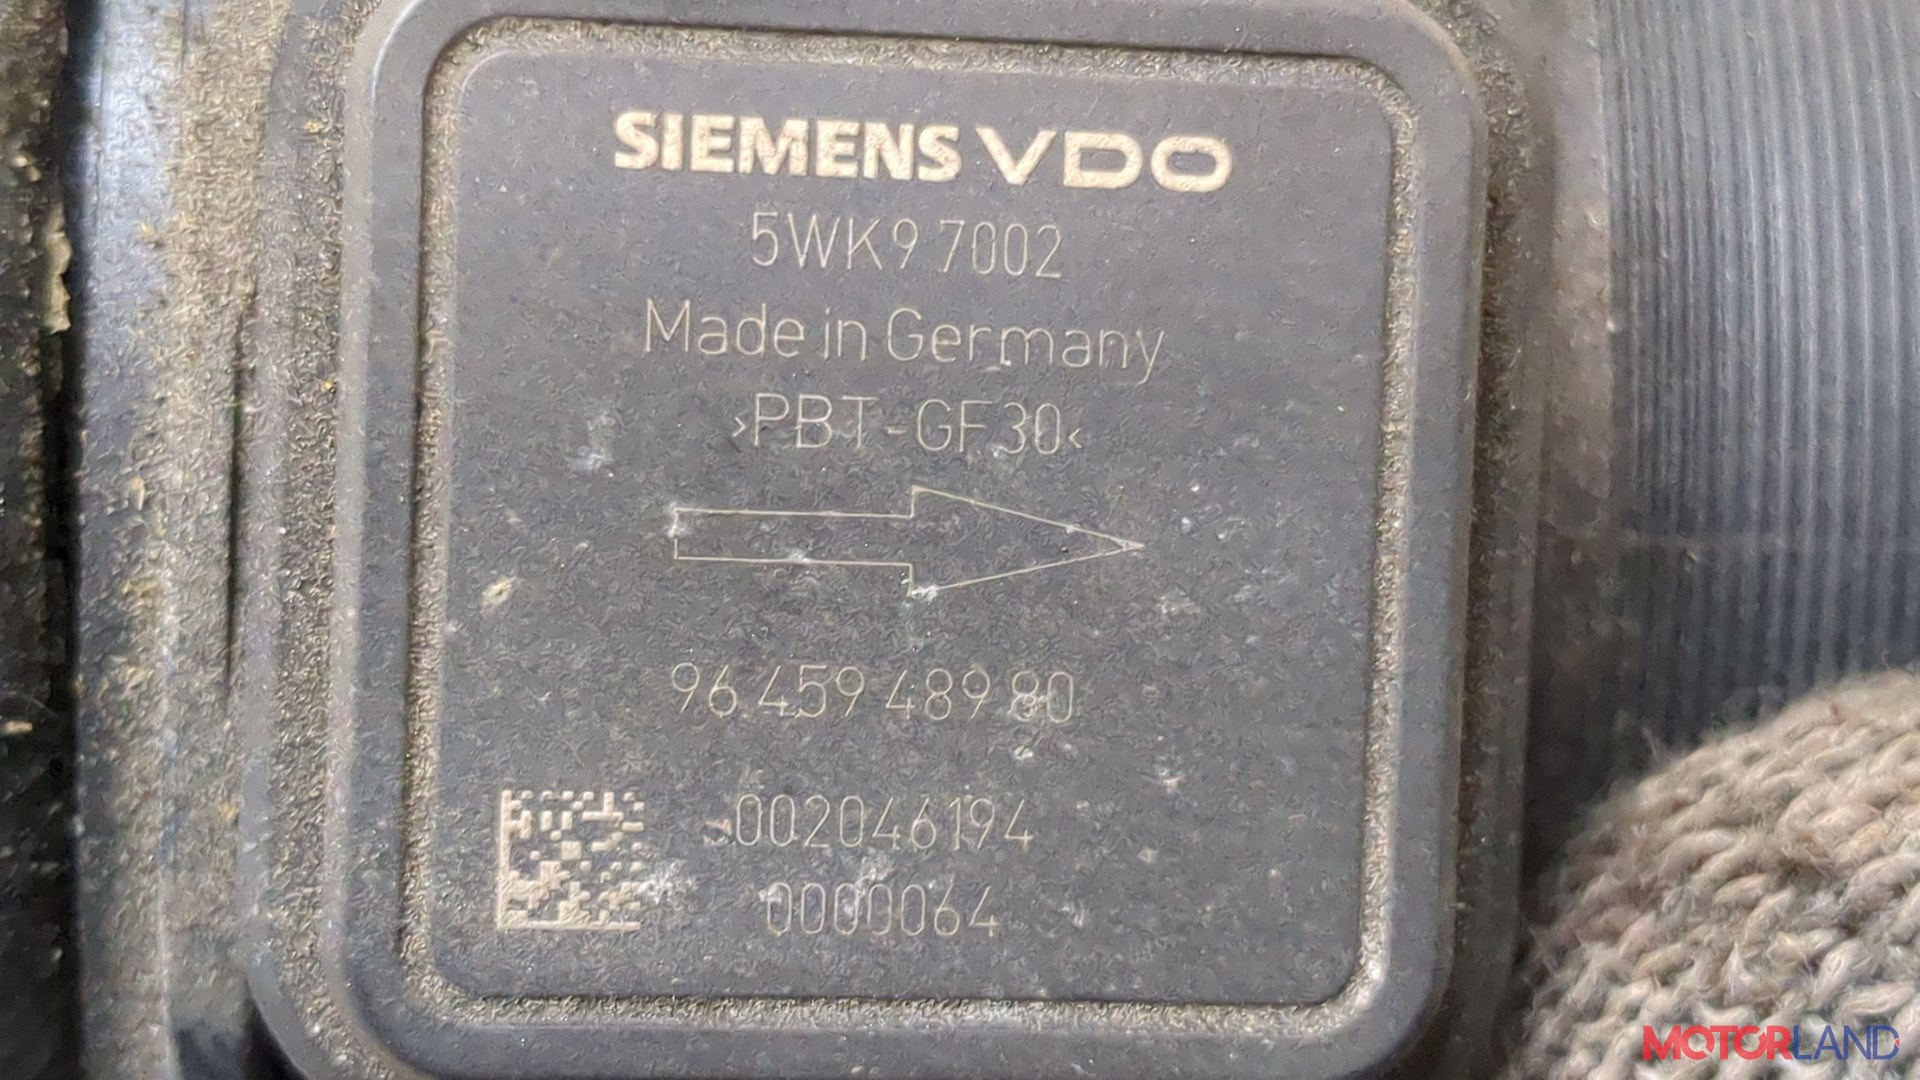 SIEMENS VDO
5WK9 7002
Made in Germany
>PBT-GF30<
96 459 489 80
002046194
0000064
MOTORLAND